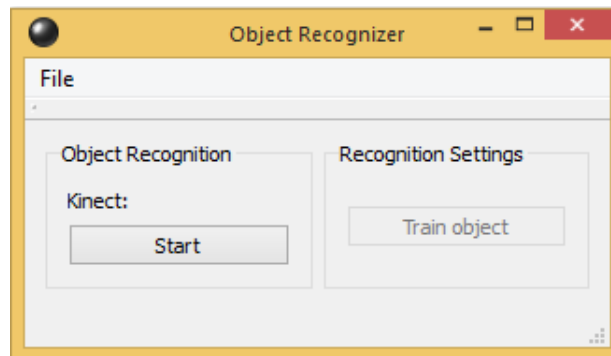 Object Recognizer
File
Object Recognition
Kinect:
Start
Recognition Settings
Train object